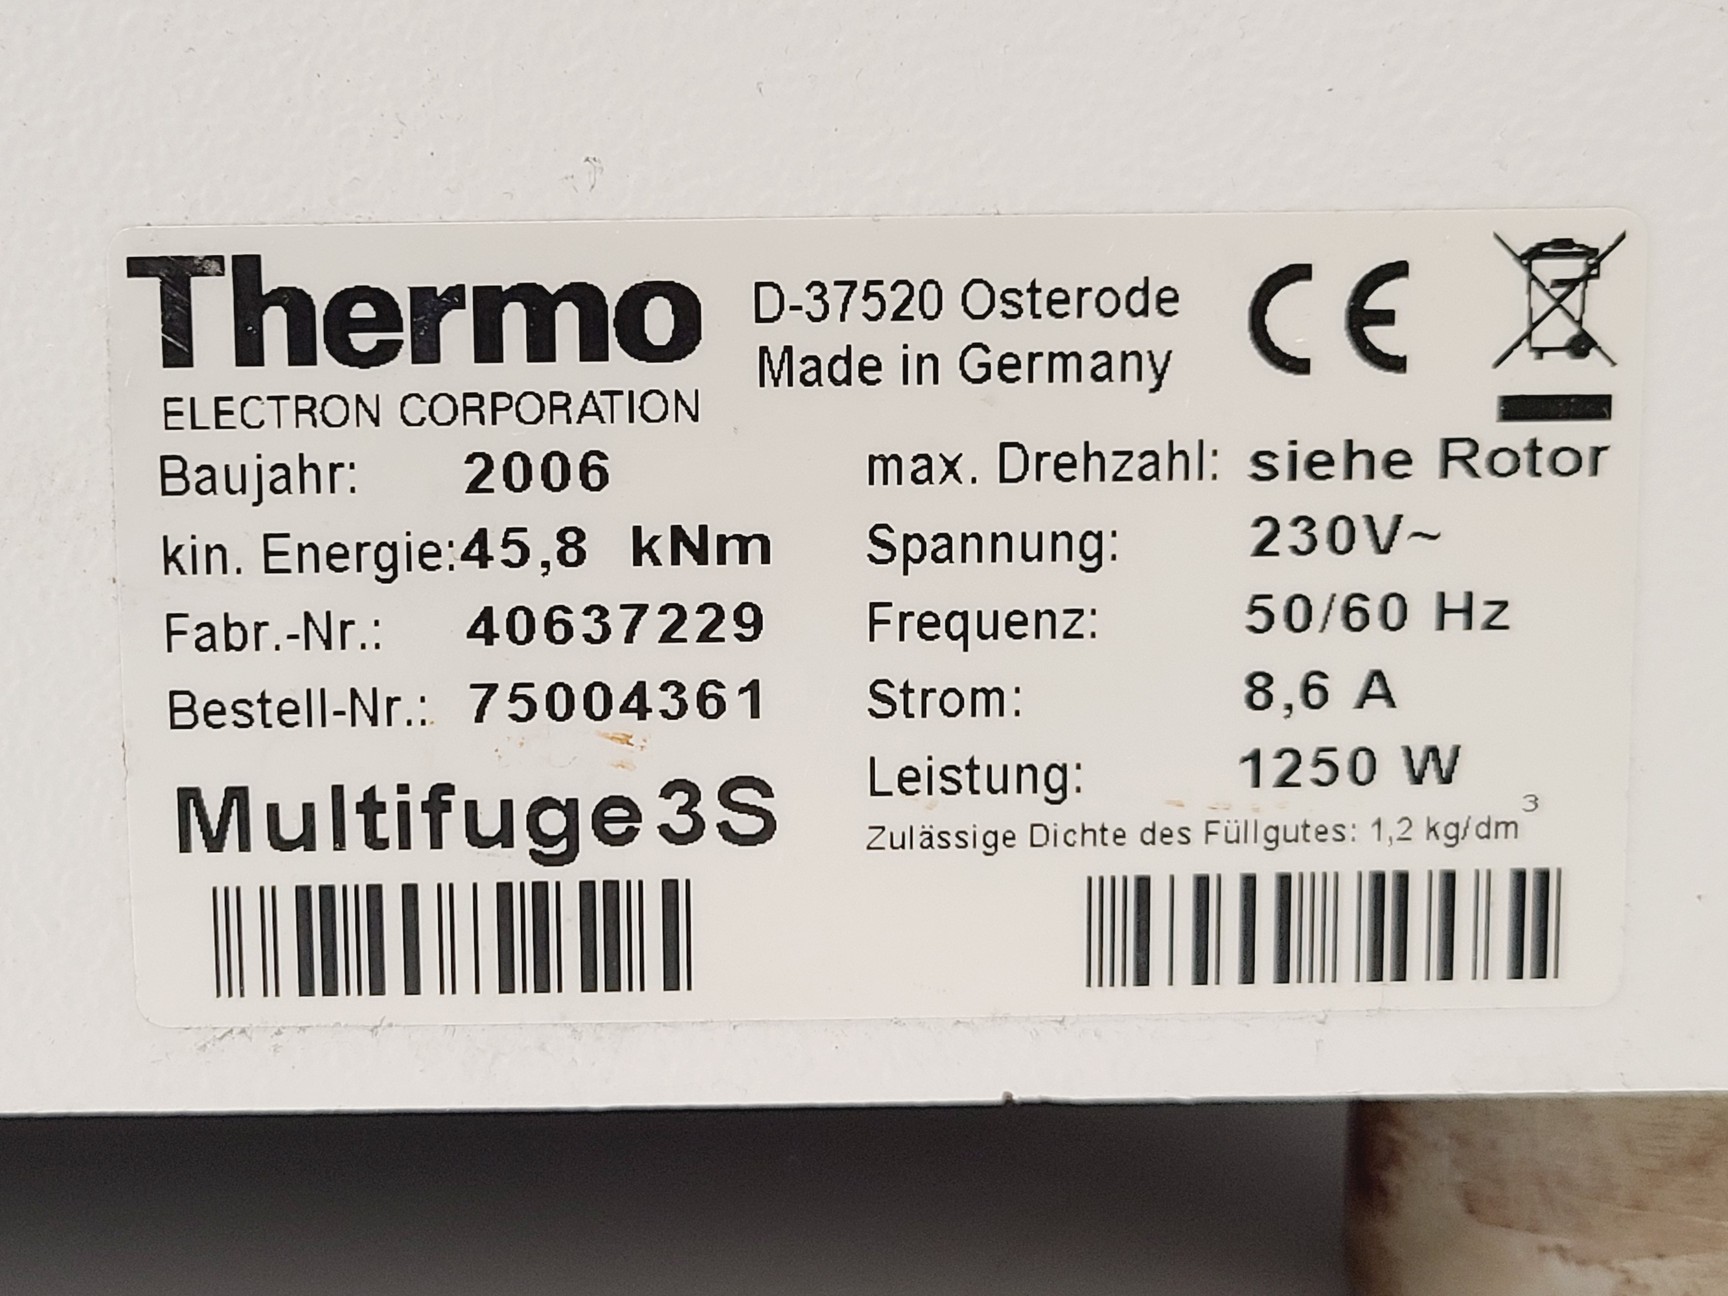 Thermo
ELECTRON CORPORATION
D-37520 Osterode
Made in Germany
CE
Baujahr: 2006
kin. Energie: 45,8 kNm
Fabr.-Nr.: 40637229
Bestell-Nr.: 75004361
Multifuge 3S
max. Drehzahl: siehe Rotor
Spannung: 230V~
Frequenz: 50/60 Hz
Strom: 8,6 A
Leistung: 1250 W
Zulässige Dichte des Füllgutes: 1,2 kg/dm³